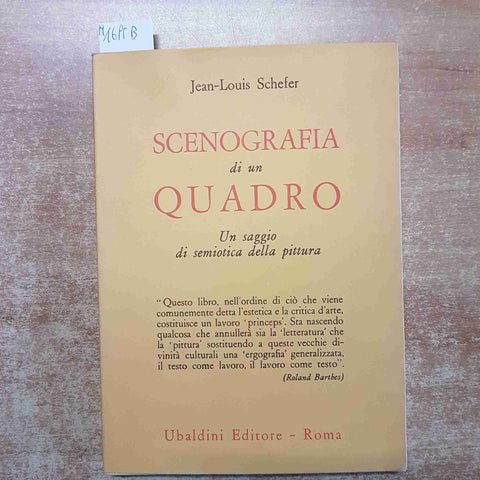 N/16PT B
Jean-Louis Schefer
SCENOGRAFIA
di un
QUADRO
Un saggio
di semiotica della pittura
“Questo libro, nell'ordine di ciò che viene
comunemente detta l'estetica e la critica d'arte,
costituisce un lavoro ‘princeps’. Sta nascendo
qualcosa che annullerà sia la ‘letteratura’ che
la ‘pittura’ sostituendo a queste vecchie di-
vinità culturali una ‘ergografia’ generalizzata,
il testo come lavoro, il lavoro come testo”.
(Roland Barthes)
Ubaldini Editore - Roma